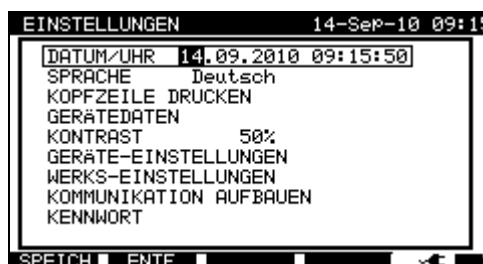 EINSTELLUNGEN 14-Sep-10 09:15
DATUM/UHR 14.09.2010 09:15:50
SPRACHE Deutsch
KOPFZEILE DRUCKEN
GERÄTEDATEN
KONTRAST 50%
GERÄTE-EINSTELLUNGEN
WERKS-EINSTELLUNGEN
KOMMUNIKATION AUFBAUEN
KENNWORT
SPEICH ENTF